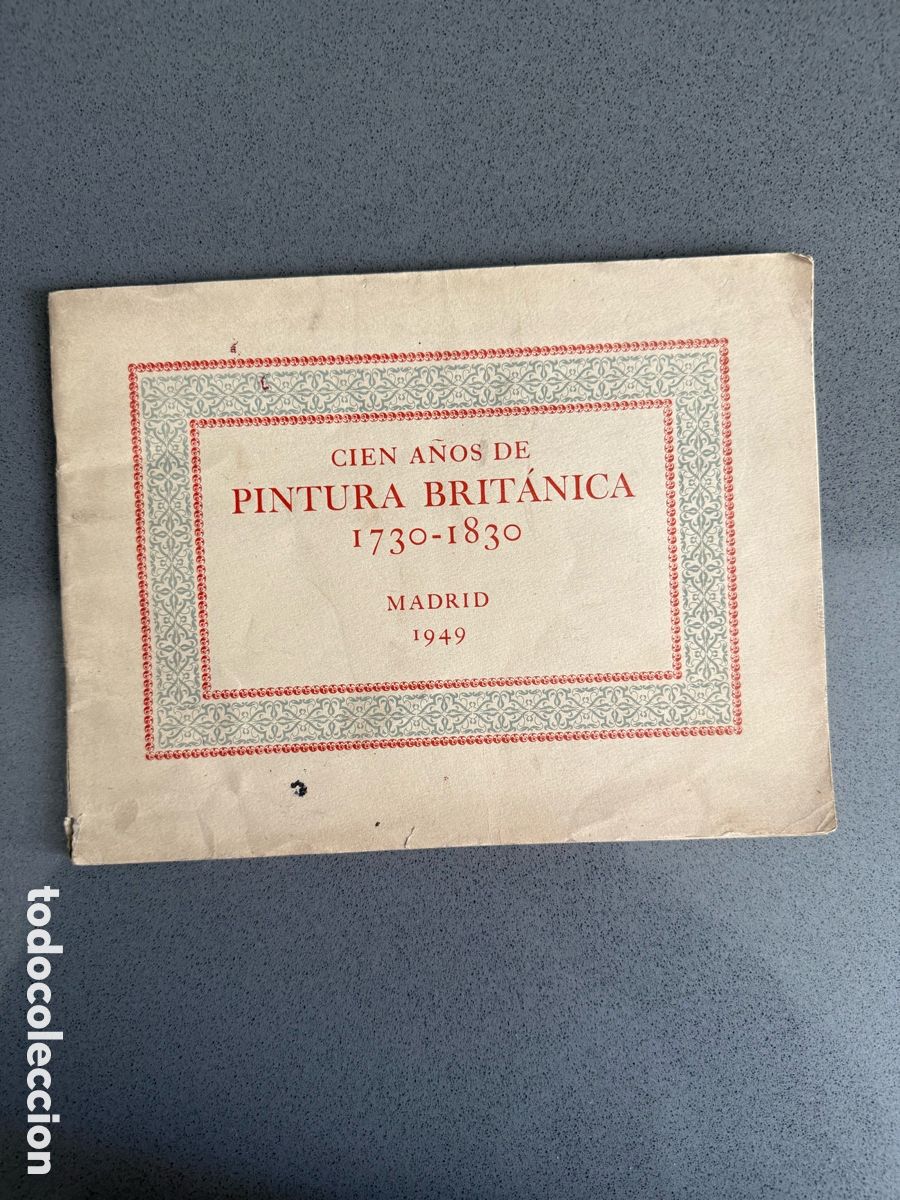 CIEN AÑOS DE
PINTURA BRITÁNICA
1730-1830
MADRID
1949
todocoleccion